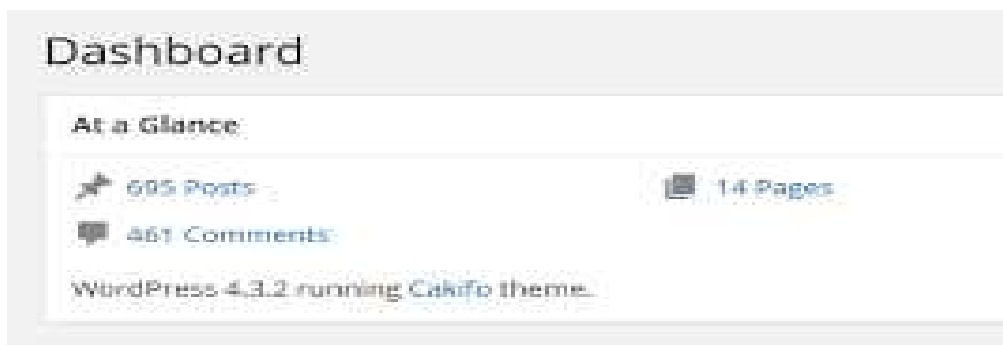 Dashboard
At a Glance
695 Posts
14 Pages
461 Comments
WordPress 4.3.2 running Cakifo theme.